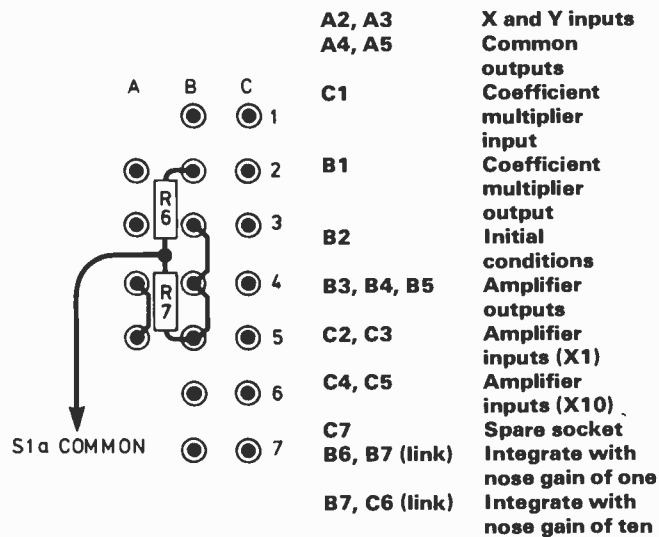 A B C
1
2
3
4
5
6
7
R6
R7
S1a COMMON
A2, A3 X and Y inputs
A4, A5 Common
outputs
C1 Coefficient
multiplier
input
B1 Coefficient
multiplier
output
B2 Initial
conditions
B3, B4, B5 Amplifier
outputs
C2, C3 Amplifier
inputs (X1)
C4, C5 Amplifier
inputs (X10)
C7 Spare socket
B6, B7 (link) Integrate with
nose gain of one
B7, C6 (link) Integrate with
nose gain of ten